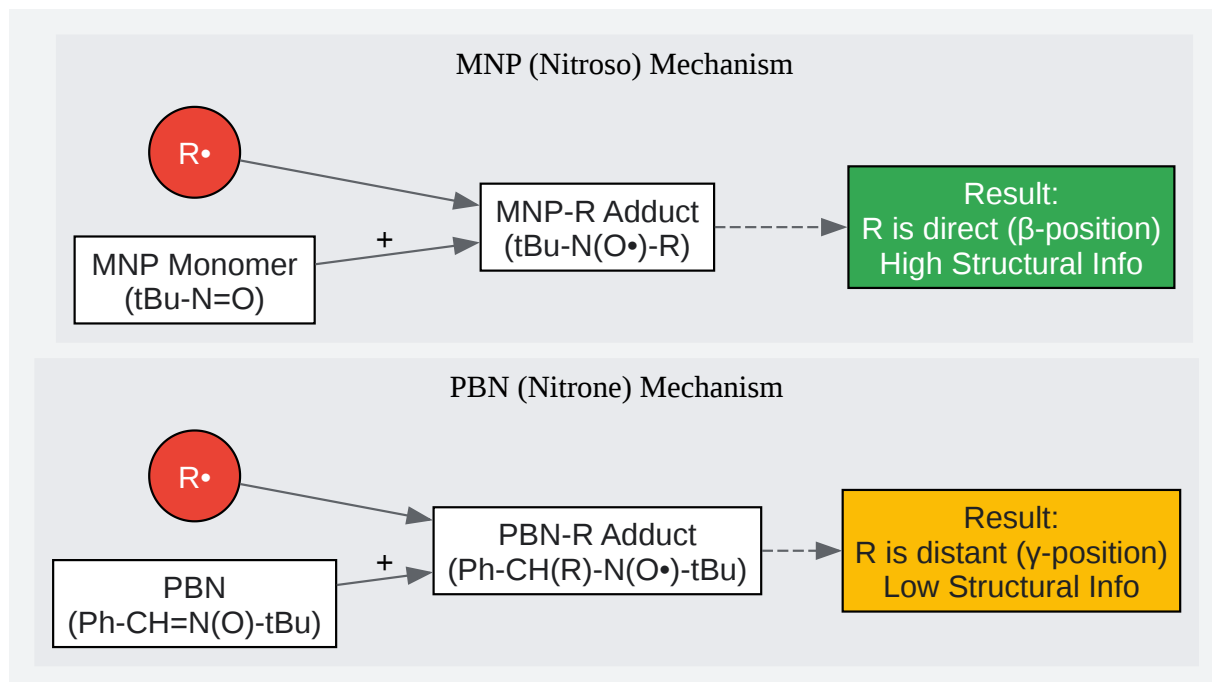 MNP (Nitroso) Mechanism
R•
MNP Monomer
(tBu-N=O)
+
MNP-R Adduct
(tBu-N(O•)-R)
Result:
R is direct (β-position)
High Structural Info
PBN (Nitrone) Mechanism
R•
PBN
(Ph-CH=N(O)-tBu)
+
PBN-R Adduct
(Ph-CH(R)-N(O•)-tBu)
Result:
R is distant (γ-position)
Low Structural Info